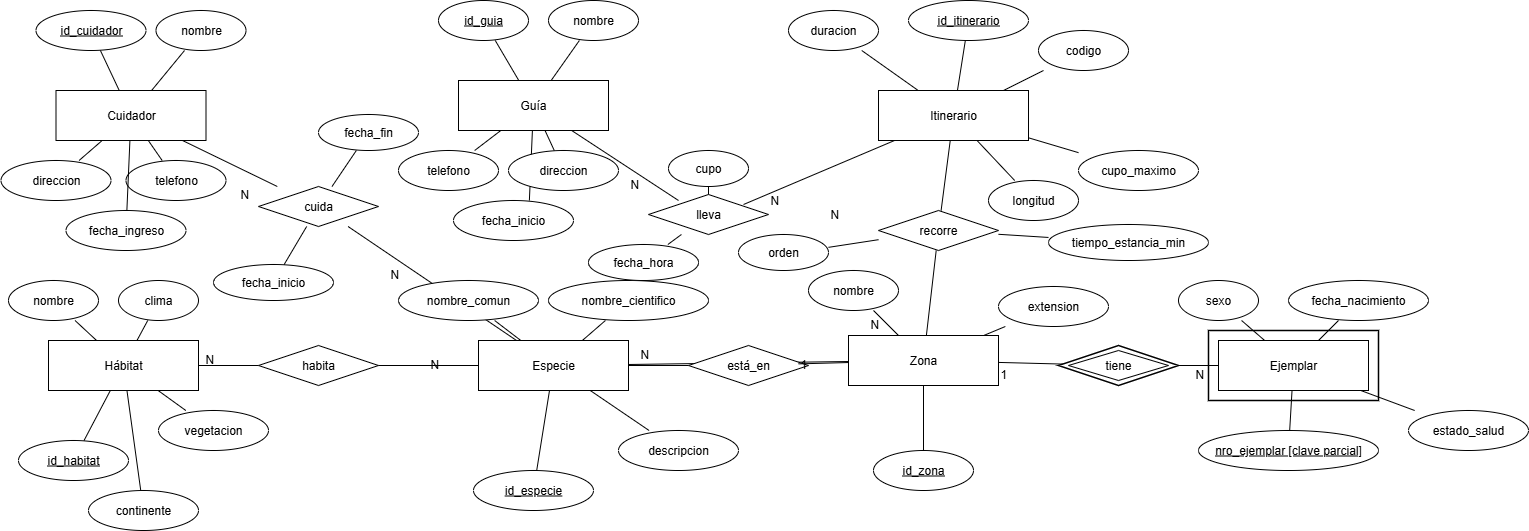 id_cuidador
nombre
id_guia
nombre
duracion
id_itinerario
codigo
Cuidador
Guía
Itinerario
fecha_fin
direccion
telefono
telefono
direccion
cupo
cupo_maximo
N
N
N
longitud
cuida
lleva
N
fecha_ingreso
fecha_inicio
recorre
orden
tiempo_estancia_min
fecha_hora
N
fecha_inicio
nombre
clima
nombre_comun
nombre_cientifico
nombre
extension
sexo
fecha_nacimiento
N
Hábitat
N
habita
N
Especie
N
está_en
1
Zona
1
tiene
N
Ejemplar
vegetacion
descripcion
estado_salud
id_habitat
id_especie
id_zona
nro_ejemplar [clave parcial]
continente